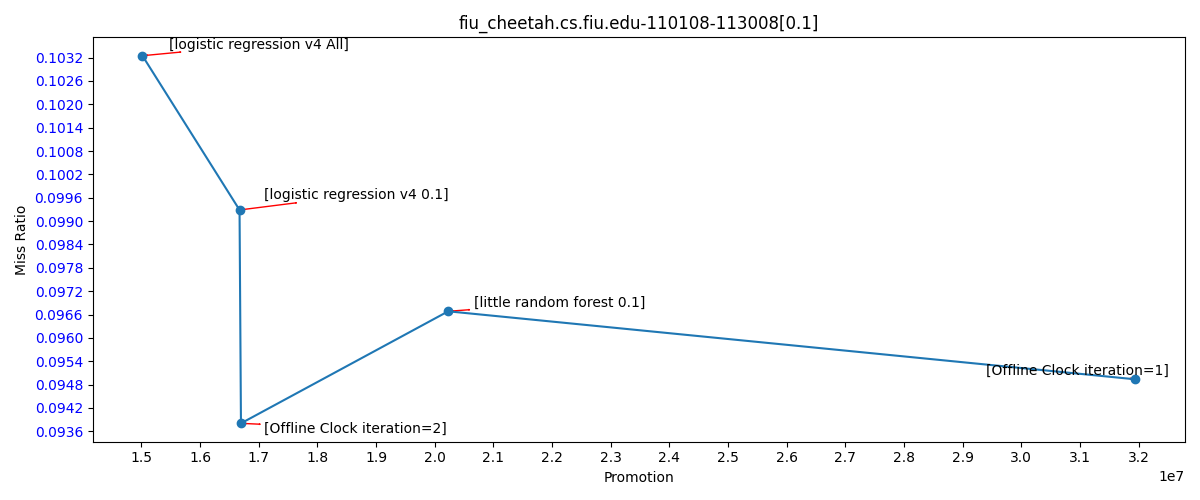 fiu_cheetah.cs.fiu.edu-110108-113008[0.1]
[logistic regression v4 All]
[logistic regression v4 0.1]
[little random forest 0.1]
[Offline Clock iteration=1]
[Offline Clock iteration=2]
Miss Ratio
0.1032
0.1026
0.1020
0.1014
0.1008
0.1002
0.0996
0.0990
0.0984
0.0978
0.0972
0.0966
0.0960
0.0954
0.0948
0.0942
0.0936
1.5 1.6 1.7 1.8 1.9 2.0 2.1 2.2 2.3 2.4 2.5 2.6 2.7 2.8 2.9 3.0 3.1 3.2
1e7
Promotion